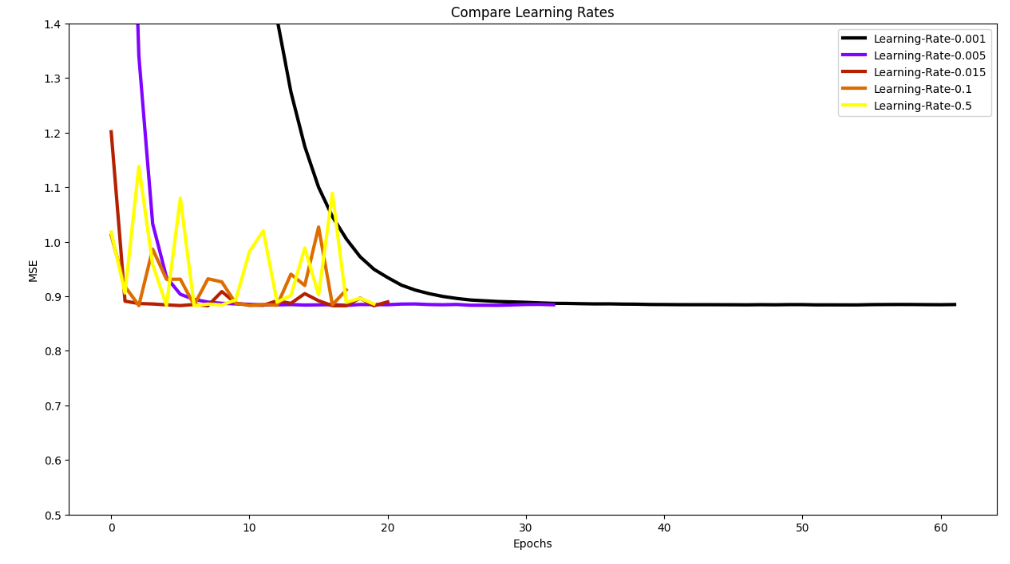 Compare Learning Rates
1.4
1.3
1.2
1.1
1.0
0.9
0.8
0.7
0.6
0.5
MSE
0 10 20 30 40 50 60
Epochs
Learning-Rate-0.001
Learning-Rate-0.005
Learning-Rate-0.015
Learning-Rate-0.1
Learning-Rate-0.5